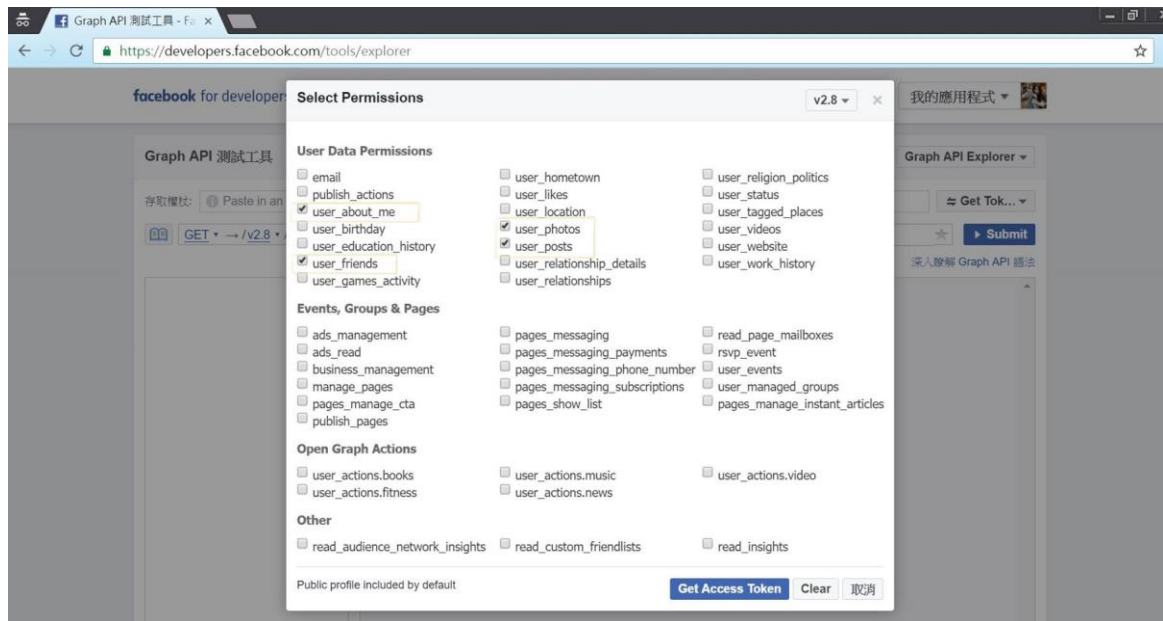 Graph API 測試工具 - Fa
https://developers.facebook.com/tools/explorer
facebook for developer
Select Permissions
v2.8
我的應用程式
Graph API 測試工具
Graph API Explorer
存取權杖:
Paste in an
Get Tok...
GET → /v2.8
Submit
深入瞭解 Graph API 語法
User Data Permissions
email
user_hometown
user_religion_politics
publish_actions
user_likes
user_status
user_about_me
user_location
user_tagged_places
user_birthday
user_photos
user_videos
user_education_history
user_posts
user_website
user_friends
user_relationship_details
user_work_history
user_games_activity
user_relationships
Events, Groups & Pages
ads_management
pages_messaging
read_page_mailboxes
ads_read
pages_messaging_payments
rsvp_event
business_management
pages_messaging_phone_number
user_events
manage_pages
pages_messaging_subscriptions
user_managed_groups
pages_manage_cta
pages_show_list
pages_manage_instant_articles
publish_pages
Open Graph Actions
user_actions.books
user_actions.music
user_actions.video
user_actions.fitness
user_actions.news
Other
read_audience_network_insights
read_custom_friendlists
read_insights
Public profile included by default
Get Access Token
Clear
取消